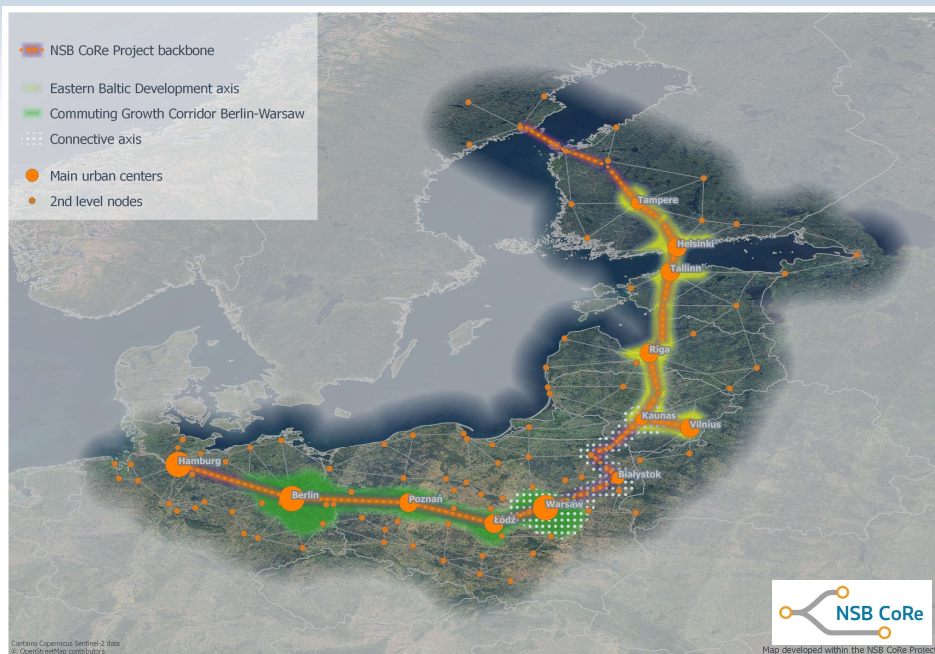 NSB CoRe Project backbone
Eastern Baltic Development axis
Commuting Growth Corridor Berlin-Warsaw
Connective axis
Main urban centers
2nd level nodes
Tampere
Helsinki
Tallinn
Rīga
Kaunas
Vilnius
Białystok
Hamburg
Berlin
Poznań
Warsaw
Łódź
NSB CoRe
Contains Copernicus Sentinel-2 data
© OpenStreetMap contributors
Map developed within the NSB CoRe Project